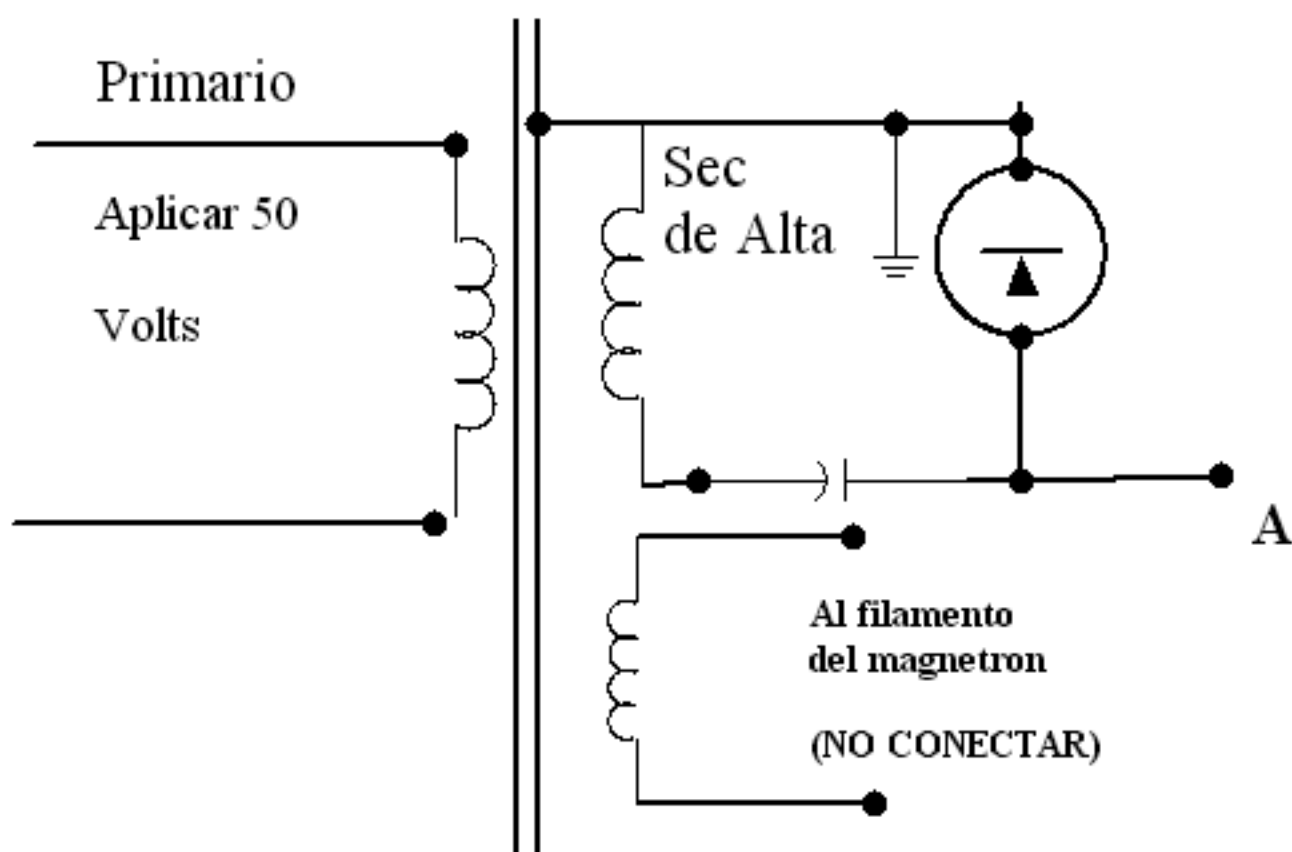 Primario
Aplicar 50
Volts
Sec
de Alta
A
Al filamento
del magnetron
(NO CONECTAR)